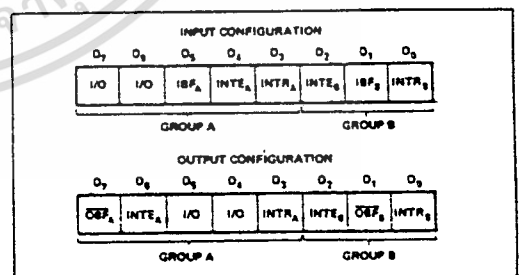 INPUT CONFIGURATION
D7 D6 D5 D4 D3 D2 D1 D0
I/O I/O IBFA INTEA INTRA INTEB IBFB INTRB
GROUP A GROUP B
OUTPUT CONFIGURATION
D7 D6 D5 D4 D3 D2 D1 D0
OBFA INTEA I/O I/O INTRA INTEB OBFB INTRB
GROUP A GROUP B